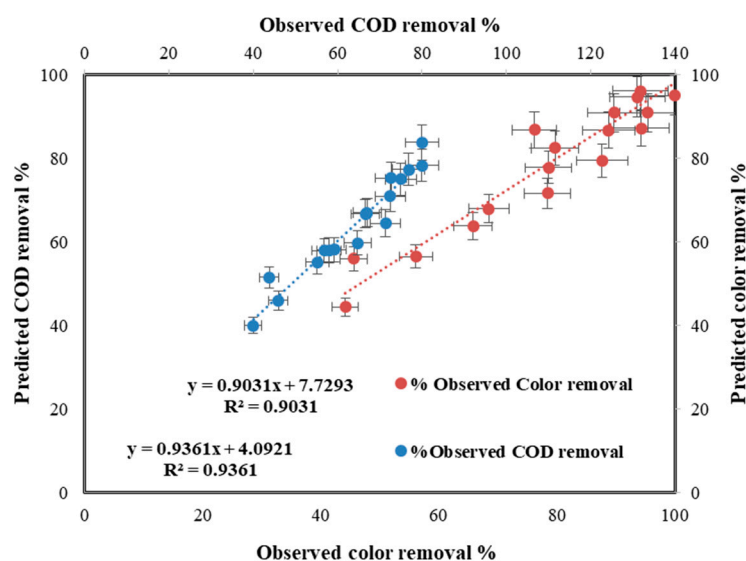 Observed COD removal %
0 20 40 60 80 100 120 140
100 100
80 80
60 60
40 40
20 20
0 0
Predicted COD removal %
Predicted color removal %
y = 0.9031x + 7.7293
R² = 0.9031
% Observed Color removal
y = 0.9361x + 4.0921
R² = 0.9361
%Observed COD removal
0 20 40 60 80 100
Observed color removal %